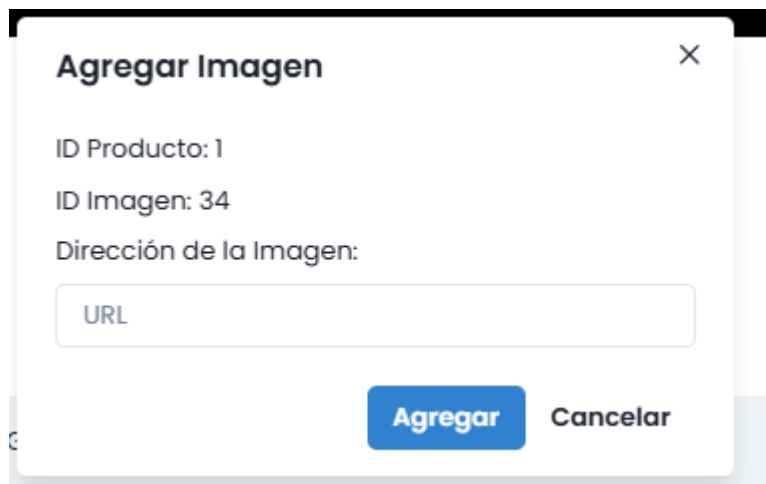 Agregar Imagen
ID Producto: 1
ID Imagen: 34
Dirección de la Imagen:
URL
Agregar Cancelar